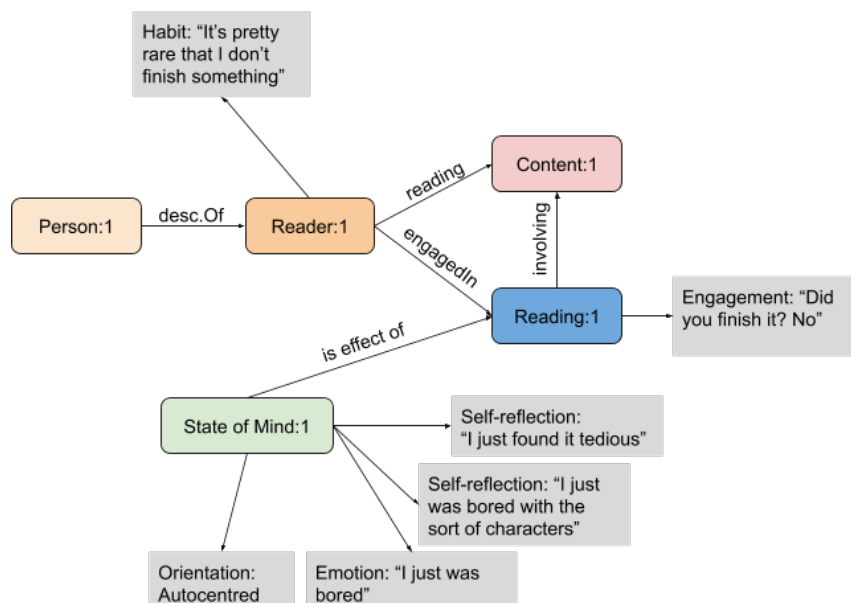 Habit: “It’s pretty
rare that I don’t
finish something”
Content:1
reading
Person:1
desc.Of
Reader:1
engagedIn
involving
Reading:1
Engagement: “Did
you finish it? No”
is effect of
State of Mind:1
Self-reflection:
“I just found it tedious”
Self-reflection: “I just
was bored with the
sort of characters”
Orientation:
Autocentred
Emotion: “I just was
bored”